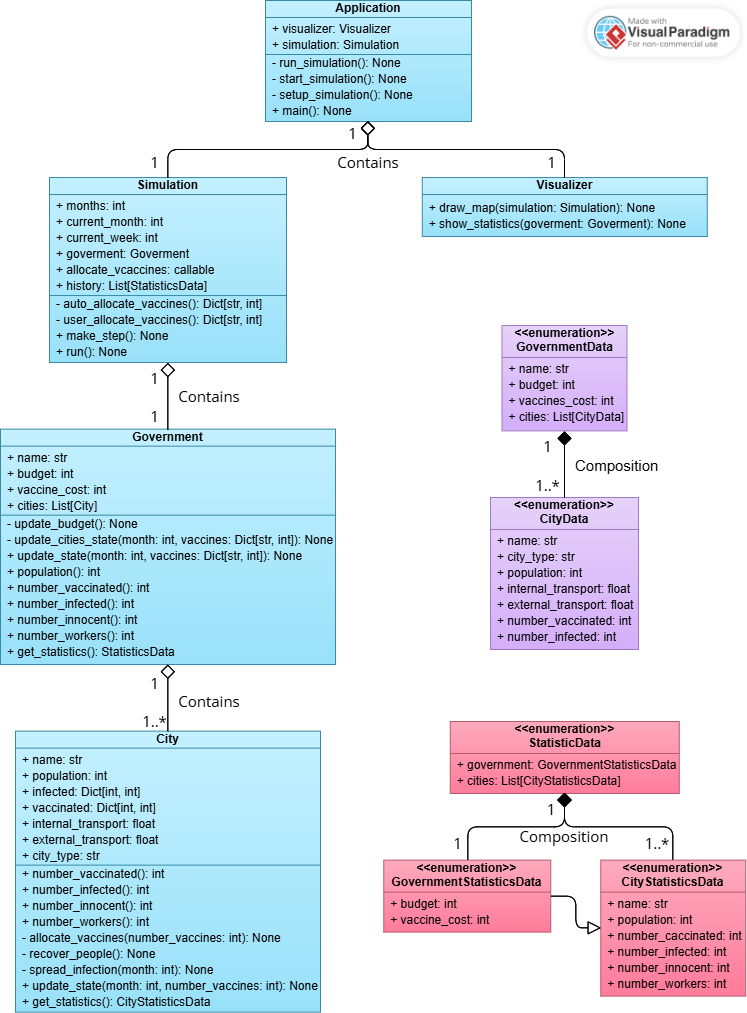 Application
+ visualizer: Visualizer
+ simulation: Simulation
- run_simulation(): None
- start_simulation(): None
- setup_simulation(): None
+ main(): None
Made with
Visual Paradigm
For non-commercial use
1
Contains
1
1
Simulation
+ months: int
+ current_month: int
+ current_week: int
+ goverment: Goverment
+ allocate_vcaccines: callable
+ history: List[StatisticsData]
- auto_allocate_vaccines(): Dict[str, int]
- user_allocate_vaccines(): Dict[str, int]
+ make_step(): None
+ run(): None
Visualizer
+ draw_map(simulation: Simulation): None
+ show_statistics(goverment: Goverment): None
1
Contains
1
Government
+ name: str
+ budget: int
+ vaccine_cost: int
+ cities: List[City]
- update_budget(): None
- update_cities_state(month: int, vaccines: Dict[str, int]): None
+ update_state(month: int, vaccines: Dict[str, int]): None
+ population(): int
+ number_vaccinated(): int
+ number_infected(): int
+ number_innocent(): int
+ number_workers(): int
+ get_statistics(): StatisticsData
1
Contains
1..*
City
+ name: str
+ population: int
+ infected: Dict[int, int]
+ vaccinated: Dict[int, int]
+ internal_transport: float
+ external_transport: float
+ city_type: str
+ number_vaccinated(): int
+ number_infected(): int
+ number_innocent(): int
+ number_workers(): int
- allocate_vaccines(number_vaccines: int): None
- recover_people(): None
- spread_infection(month: int): None
+ update_state(month: int, number_vaccines: int): None
+ get_statistics(): CityStatisticsData
<<enumeration>>
GovernmentData
+ name: str
+ budget: int
+ vaccines_cost: int
+ cities: List[CityData]
1
Composition
1..*
<<enumeration>>
CityData
+ name: str
+ city_type: str
+ population: int
+ internal_transport: float
+ external_transport: float
+ number_vaccinated: int
+ number_infected: int
<<enumeration>>
StatisticData
+ government: GovernmentStatisticsData
+ cities: List[CityStatisticsData]
1
Composition
1
1..*
<<enumeration>>
GovernmentStatisticsData
+ budget: int
+ vaccine_cost: int
<<enumeration>>
CityStatisticsData
+ name: str
+ population: int
+ number_caccinated: int
+ number_infected: int
+ number_innocent: int
+ number_workers: int